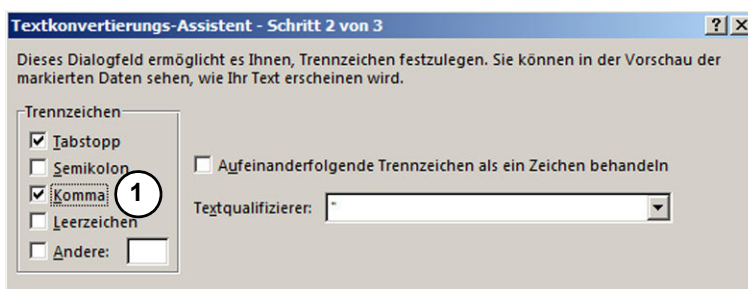 Textkonvertierungs-Assistent - Schritt 2 von 3
Dieses Dialogfeld ermöglicht es Ihnen, Trennzeichen festzulegen. Sie können in der Vorschau der
markierten Daten sehen, wie Ihr Text erscheinen wird.
Trennzeichen
Tabstopp
Semikolon
Komma 1
Leerzeichen
Andere:
Aufeinanderfolgende Trennzeichen als ein Zeichen behandeln
Textqualifizierer: "